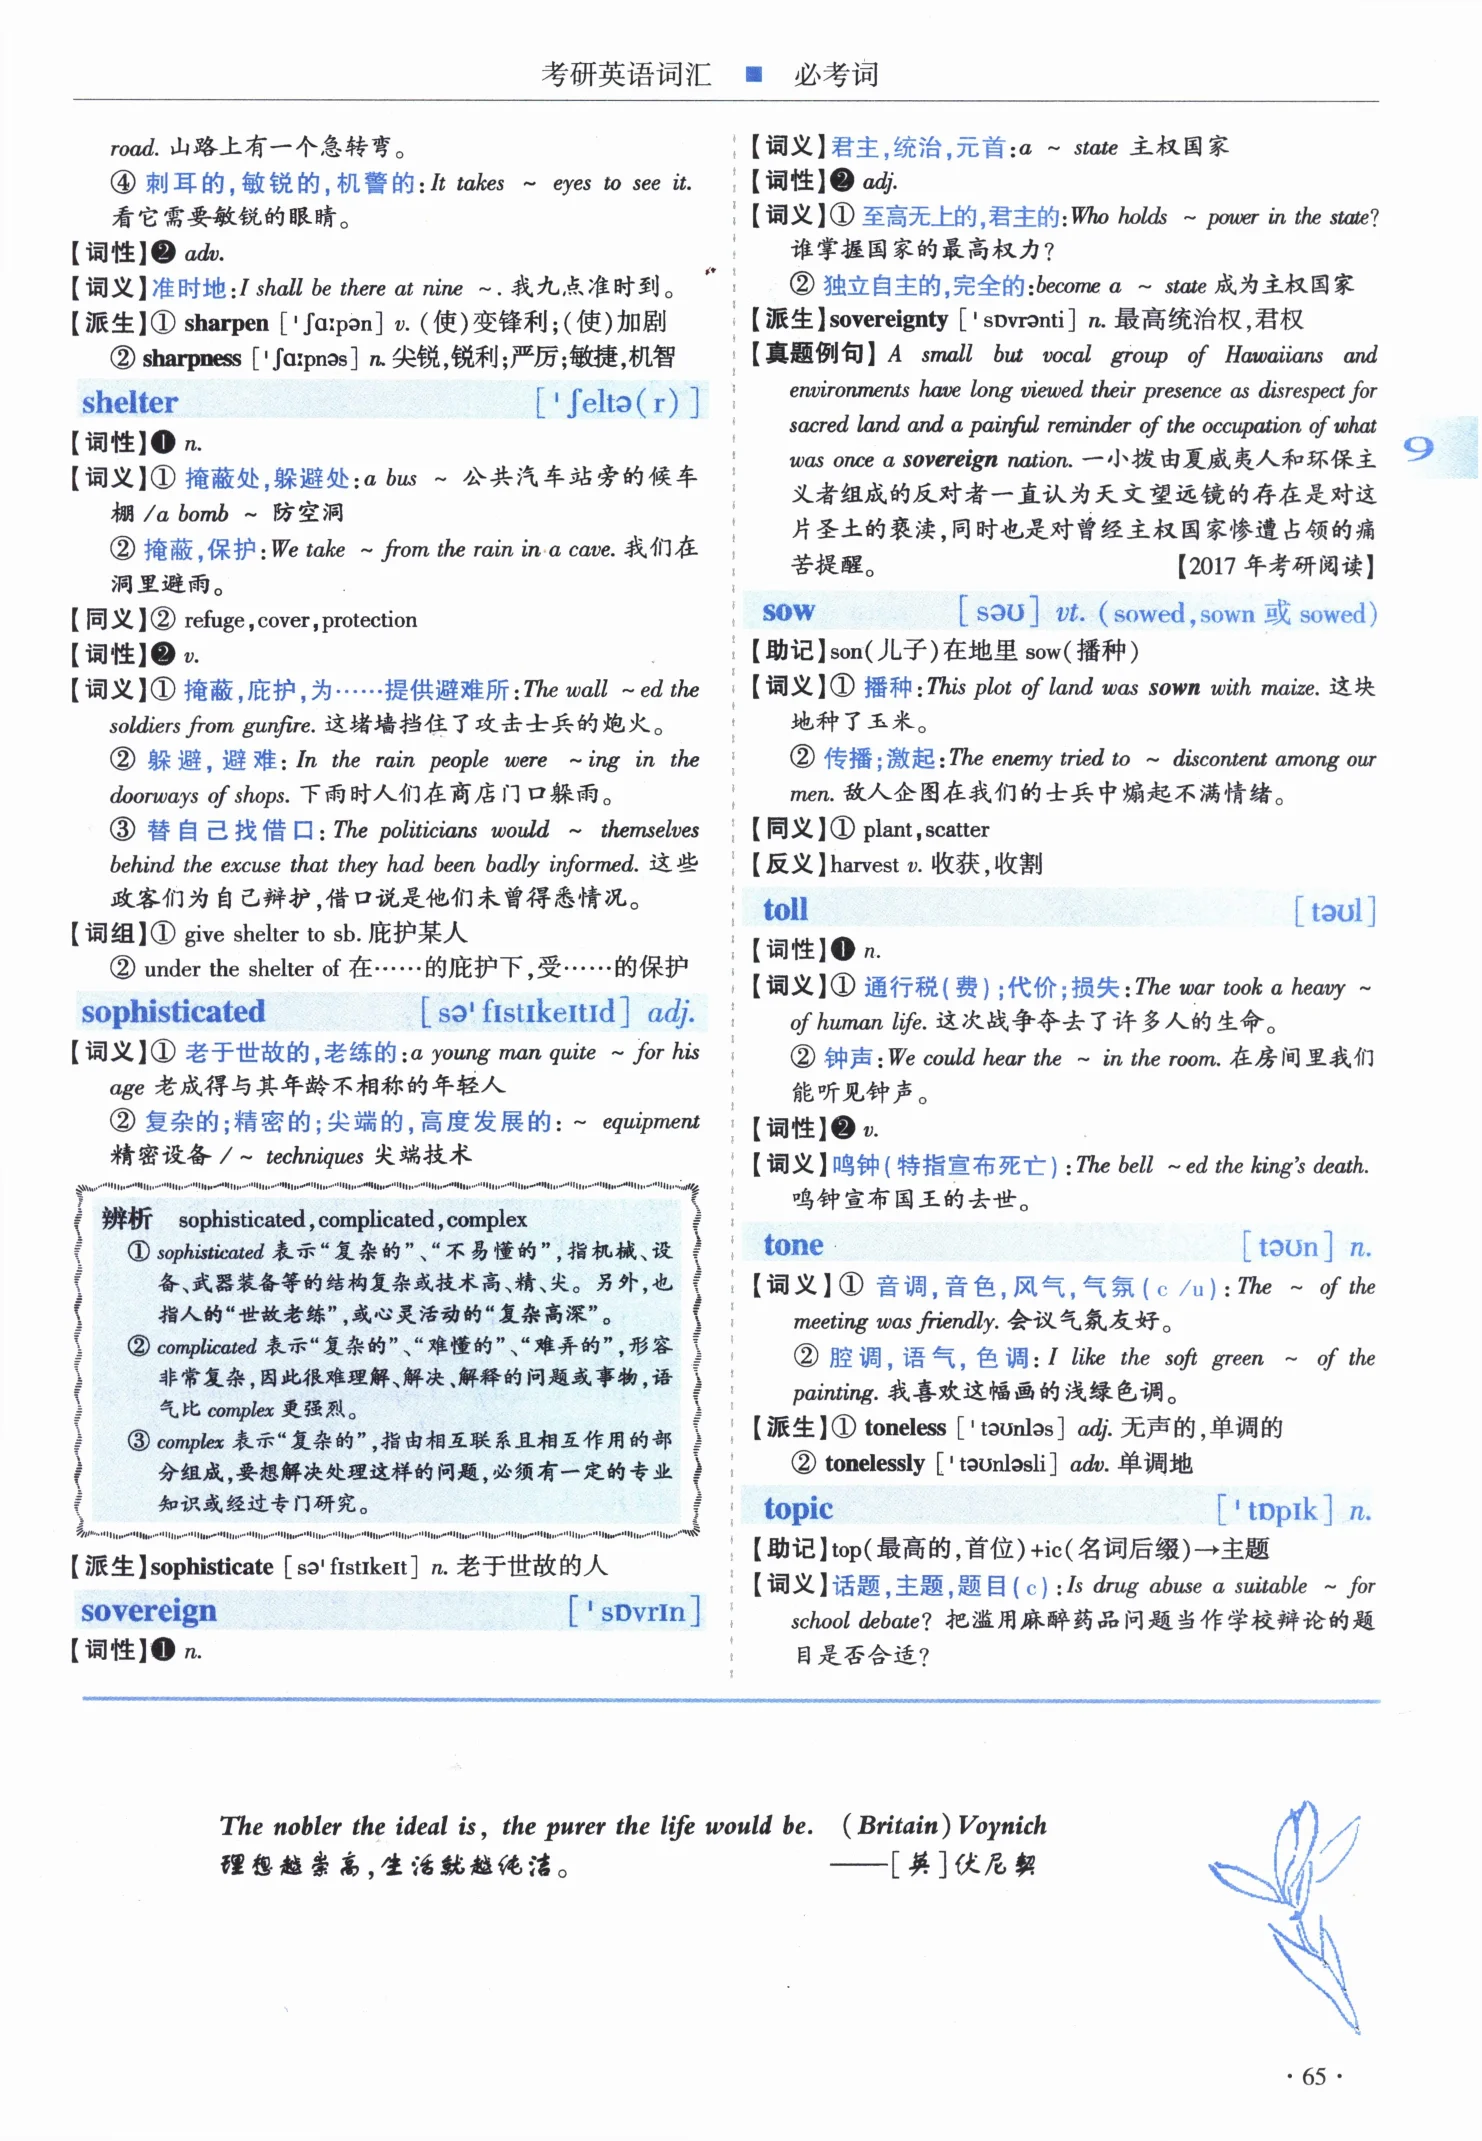 考研英语词汇 ■ 必考词
road. 山路上有一个急转弯。
④ 刺耳的,敏锐的,机警的:It takes ~ eyes to see it.
看它需要敏锐的眼睛。
【词性】❷ adv.
【词义】准时地:I shall be there at nine ~. 我九点准时到。
【派生】① sharpen [ˈʃɑːpən] v. (使)变锋利;(使)加剧
② sharpness [ˈʃɑːpnəs] n. 尖锐,锐利;严厉;敏捷,机智
shelter [ˈʃeltə(r)]
【词性】❶ n.
【词义】① 掩蔽处,躲避处:a bus ~ 公共汽车站旁的候车
棚 /a bomb ~ 防空洞
② 掩蔽,保护:We take ~ from the rain in a cave. 我们在
洞里避雨。
【同义】② refuge,cover,protection
【词性】❷ v.
【词义】① 掩蔽,庇护,为……提供避难所:The wall ~ed the
soldiers from gunfire. 这堵墙挡住了攻击士兵的炮火。
② 躲避,避难:In the rain people were ~ing in the
doorways of shops. 下雨时人们在商店门口躲雨。
③ 替自己找借口:The politicians would ~ themselves
behind the excuse that they had been badly informed. 这些
政客们为自己辩护,借口说是他们未曾得悉情况。
【词组】① give shelter to sb. 庇护某人
② under the shelter of 在……的庇护下,受……的保护
sophisticated [səˈfɪstɪkeɪtɪd] adj.
【词义】① 老于世故的,老练的:a young man quite ~ for his
age 老成得与其年龄不相称的年轻人
② 复杂的;精密的;尖端的,高度发展的: ~ equipment
精密设备 / ~ techniques 尖端技术
辨析 sophisticated,complicated,complex
① sophisticated 表示“复杂的”、“不易懂的”,指机械、设
备、武器装备等的结构复杂或技术高、精、尖。另外,也
指人的“世故老练”,或心灵活动的“复杂高深”。
② complicated 表示“复杂的”、“难懂的”、“难弄的”,形容
非常复杂,因此很难理解、解决、解释的问题或事物,语
气比 complex 更强烈。
③ complex 表示“复杂的”,指由相互联系且相互作用的部
分组成,要想解决处理这样的问题,必须有一定的专业
知识或经过专门研究。
【派生】sophisticate [səˈfɪstɪkeɪt] n. 老于世故的人
sovereign [ˈsɒvrɪn]
【词性】❶ n.
【词义】君主,统治,元首:a ~ state 主权国家
【词性】❷ adj.
【词义】① 至高无上的,君主的:Who holds ~ power in the state?
谁掌握国家的最高权力?
② 独立自主的,完全的:become a ~ state 成为主权国家
【派生】sovereignty [ˈsɒvrənti] n. 最高统治权,君权
【真题例句】A small but vocal group of Hawaiians and
environments have long viewed their presence as disrespect for
sacred land and a painful reminder of the occupation of what
was once a sovereign nation. 一小拨由夏威夷人和环保主
义者组成的反对者一直认为天文望远镜的存在是对这
片圣土的亵渎,同时也是对曾经主权国家惨遭占领的痛
苦提醒。 【2017 年考研阅读】
9
sow [səʊ] vt. (sowed,sown 或 sowed)
【助记】son(儿子)在地里 sow(播种)
【词义】① 播种:This plot of land was sown with maize. 这块
地种了玉米。
② 传播;激起:The enemy tried to ~ discontent among our
men. 敌人企图在我们的士兵中煽起不满情绪。
【同义】① plant,scatter
【反义】harvest v. 收获,收割
toll [təʊl]
【词性】❶ n.
【词义】① 通行税(费);代价;损失:The war took a heavy ~
of human life. 这次战争夺去了许多人的生命。
② 钟声:We could hear the ~ in the room. 在房间里我们
能听见钟声。
【词性】❷ v.
【词义】鸣钟(特指宣布死亡):The bell ~ed the king's death.
鸣钟宣布国王的去世。
tone [təʊn] n.
【词义】① 音调,音色,风气,气氛(c /u):The ~ of the
meeting was friendly. 会议气氛友好。
② 腔调,语气,色调:I like the soft green ~ of the
painting. 我喜欢这幅画的浅绿色调。
【派生】① toneless [ˈtəʊnləs] adj. 无声的,单调的
② tonelessly [ˈtəʊnləsli] adv. 单调地
topic [ˈtɒpɪk] n.
【助记】top(最高的,首位)+ic(名词后缀)→主题
【词义】话题,主题,题目(c):Is drug abuse a suitable ~ for
school debate? 把滥用麻醉药品问题当作学校辩论的题
目是否合适?
The nobler the ideal is, the purer the life would be. (Britain) Voynich
理想越崇高,生活就越纯洁。 ——[英]伏尼契
· 65 ·